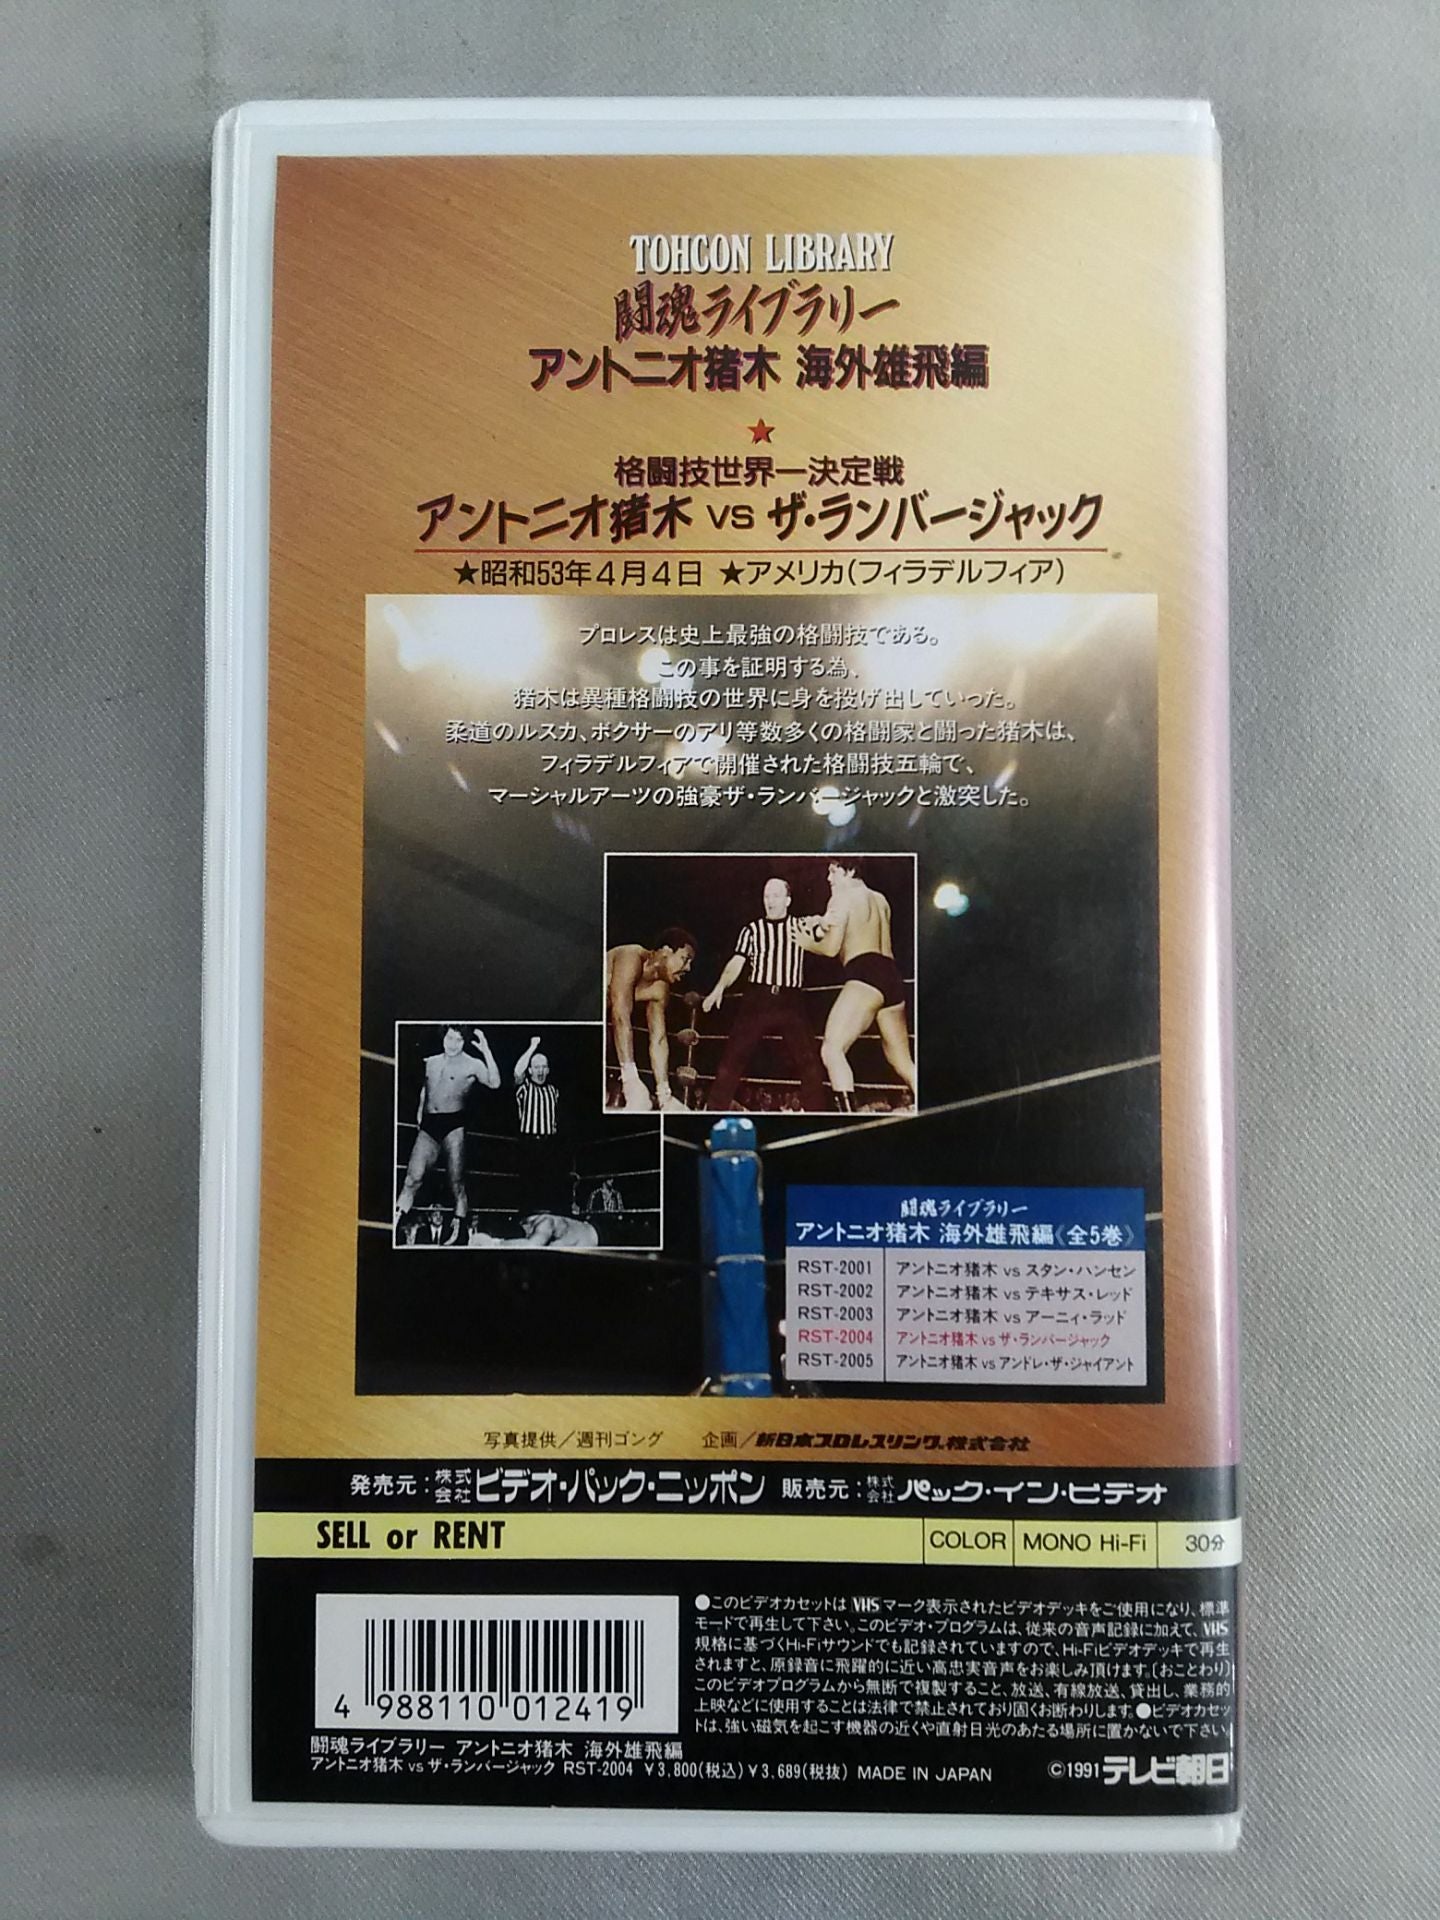 TOHCON LIBRARY
闘魂ライブラリー
アントニオ猪木 海外雄飛編
★
格闘技世界一決定戦
アントニオ猪木 vs ザ・ランバージャック
★昭和53年4月4日 ★アメリカ(フィラデルフィア)
プロレスは史上最強の格闘技である。
この事を証明する為、
猪木は異種格闘技の世界に身を投げ出していった。
柔道のルスカ、ボクサーのアリ等数多くの格闘家と闘った猪木は、
フィラデルフィアで開催された格闘技五輪で、
マーシャルアーツの強豪ザ・ランバージャックと激突した。
闘魂ライブラリー
アントニオ猪木 海外雄飛編《全5巻》
RST-2001 アントニオ猪木 vs スタン・ハンセン
RST-2002 アントニオ猪木 vs テキサス・レッド
RST-2003 アントニオ猪木 vs アーニィ・ラッド
RST-2004 アントニオ猪木 vs ザ・ランバージャック
RST-2005 アントニオ猪木 vs アンドレ・ザ・ジャイアント
写真提供/週刊ゴング 企画/新日本プロレスリング株式会社
発売元:株式会社ビデオ・パック・ニッポン 販売元:株式会社パック・イン・ビデオ
SELL or RENT COLOR MONO Hi-Fi 30分
●このビデオカセットはVHSマーク表示されたビデオデッキをご使用になり、標準
モードで再生して下さい。このビデオ・プログラムは、従来の音声記録に加えて、VHS
規格に基づくHi-Fiサウンドでも記録されていますので、Hi-Fiビデオデッキで再生
されますと、原録音に飛躍的に近い高忠実音声をお楽しみ頂けます。〔おことわり〕
このビデオプログラムから無断で複製すること、放送、有線放送、貸出し、業務的
上映などに使用することは法律で禁止されており固くお断わりします。●ビデオカセッ
トは、強い磁気を起こす機器の近くや直射日光のあたる場所に置かないで下さい。
4 988110 012419
闘魂ライブラリー アントニオ猪木 海外雄飛編
アントニオ猪木 vs ザ・ランバージャック RST-2004 ¥3,800(税込)¥3,689(税抜) MADE IN JAPAN
©1991 テレビ朝日